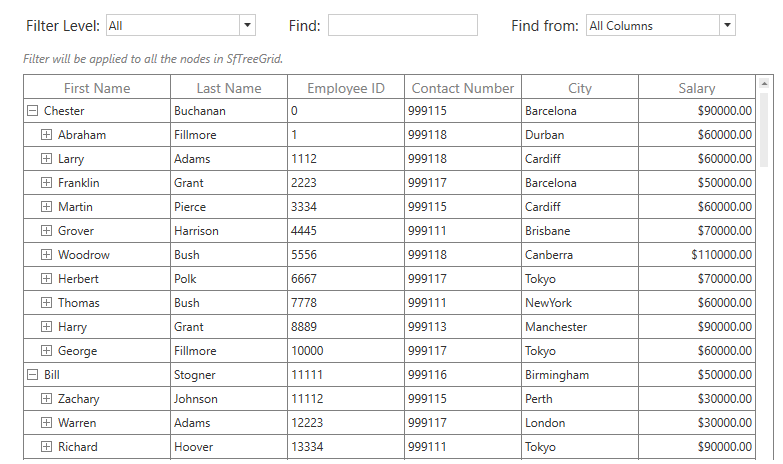 Filter Level: All Find: Find from: All Columns
Filter will be applied to all the nodes in SfTreeGrid.
First Name Last Name Employee ID Contact Number City Salary
Chester Buchanan 0 999115 Barcelona $90000.00
Abraham Fillmore 1 999118 Durban $60000.00
Larry Adams 1112 999118 Cardiff $60000.00
Franklin Grant 2223 999117 Barcelona $50000.00
Martin Pierce 3334 999115 Cardiff $60000.00
Grover Harrison 4445 999111 Brisbane $70000.00
Woodrow Bush 5556 999118 Canberra $110000.00
Herbert Polk 6667 999117 Tokyo $70000.00
Thomas Bush 7778 999111 NewYork $60000.00
Harry Grant 8889 999113 Manchester $90000.00
George Fillmore 10000 999117 Tokyo $60000.00
Bill Stogner 11111 999116 Birmingham $50000.00
Zachary Johnson 11112 999115 Perth $30000.00
Warren Adams 12223 999117 London $30000.00
Richard Hoover 13334 999111 Tokyo $90000.00